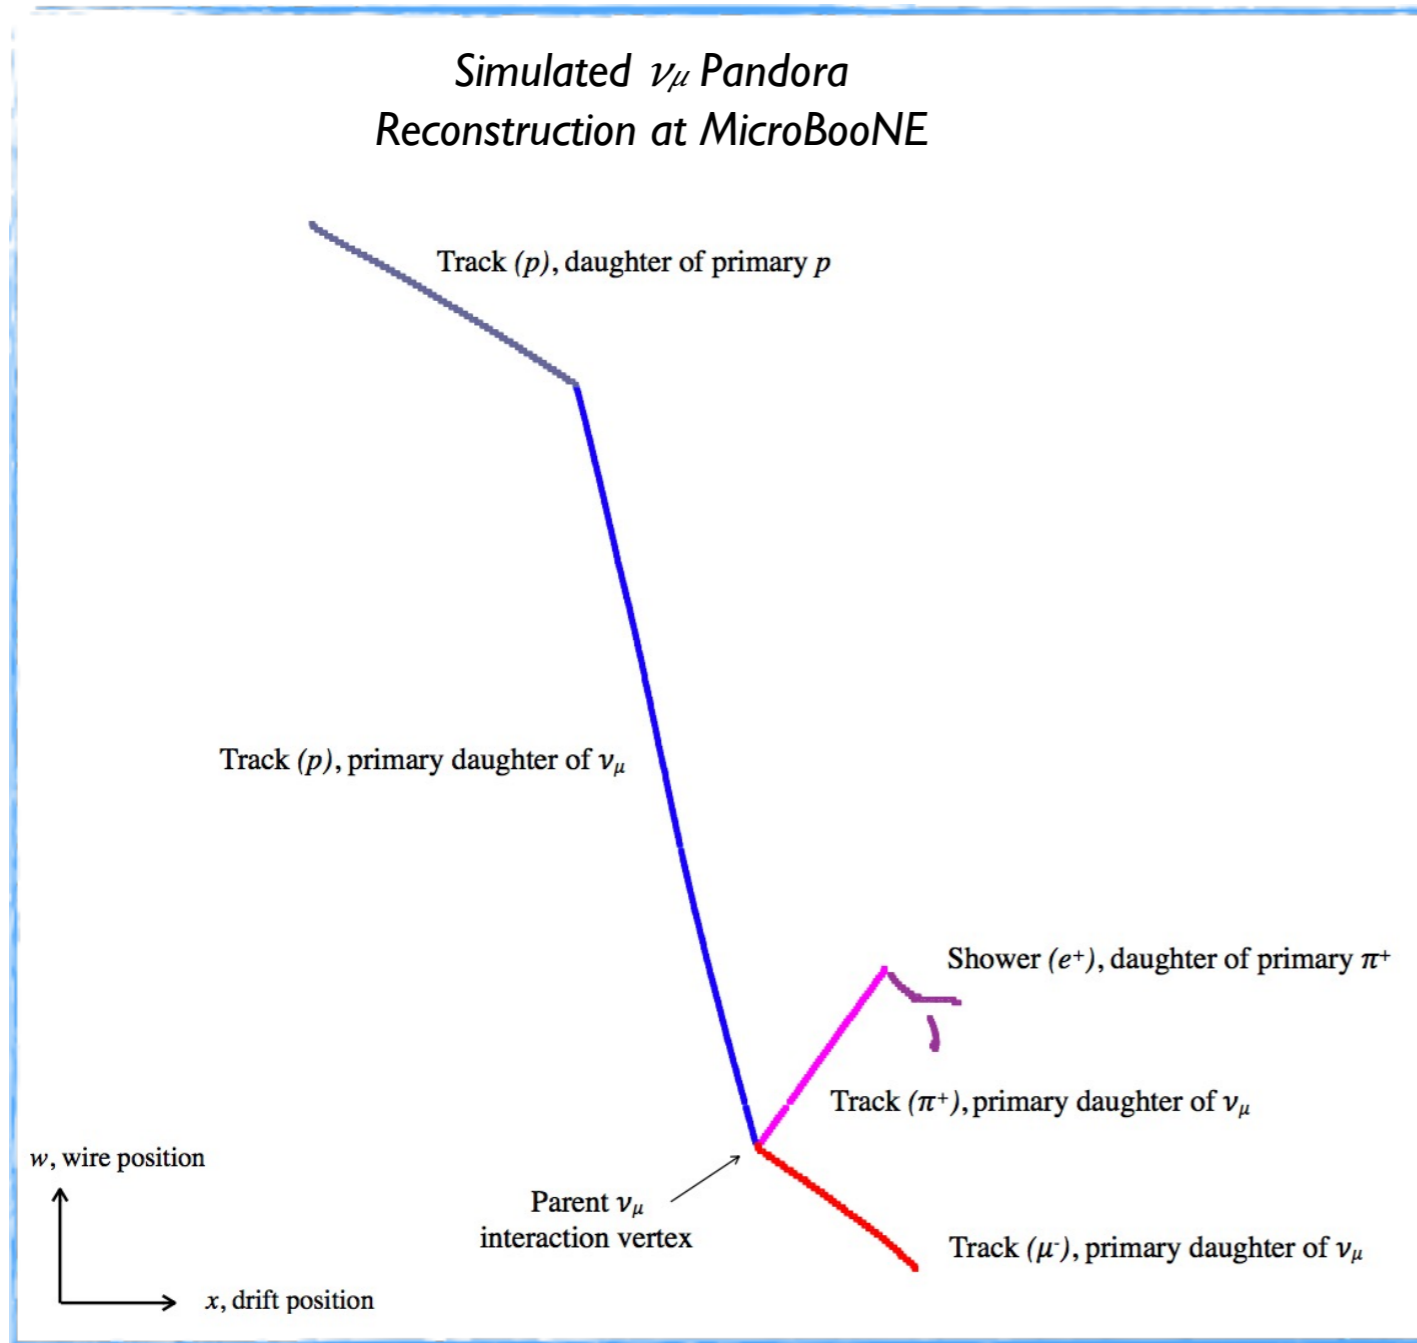 Simulated νμ Pandora
Reconstruction at MicroBooNE
Track (p), daughter of primary p
Track (p), primary daughter of νμ
Shower (e⁺), daughter of primary π⁺
Track (π⁺), primary daughter of νμ
w, wire position
Parent νμ
interaction vertex
Track (μ⁻), primary daughter of νμ
x, drift position